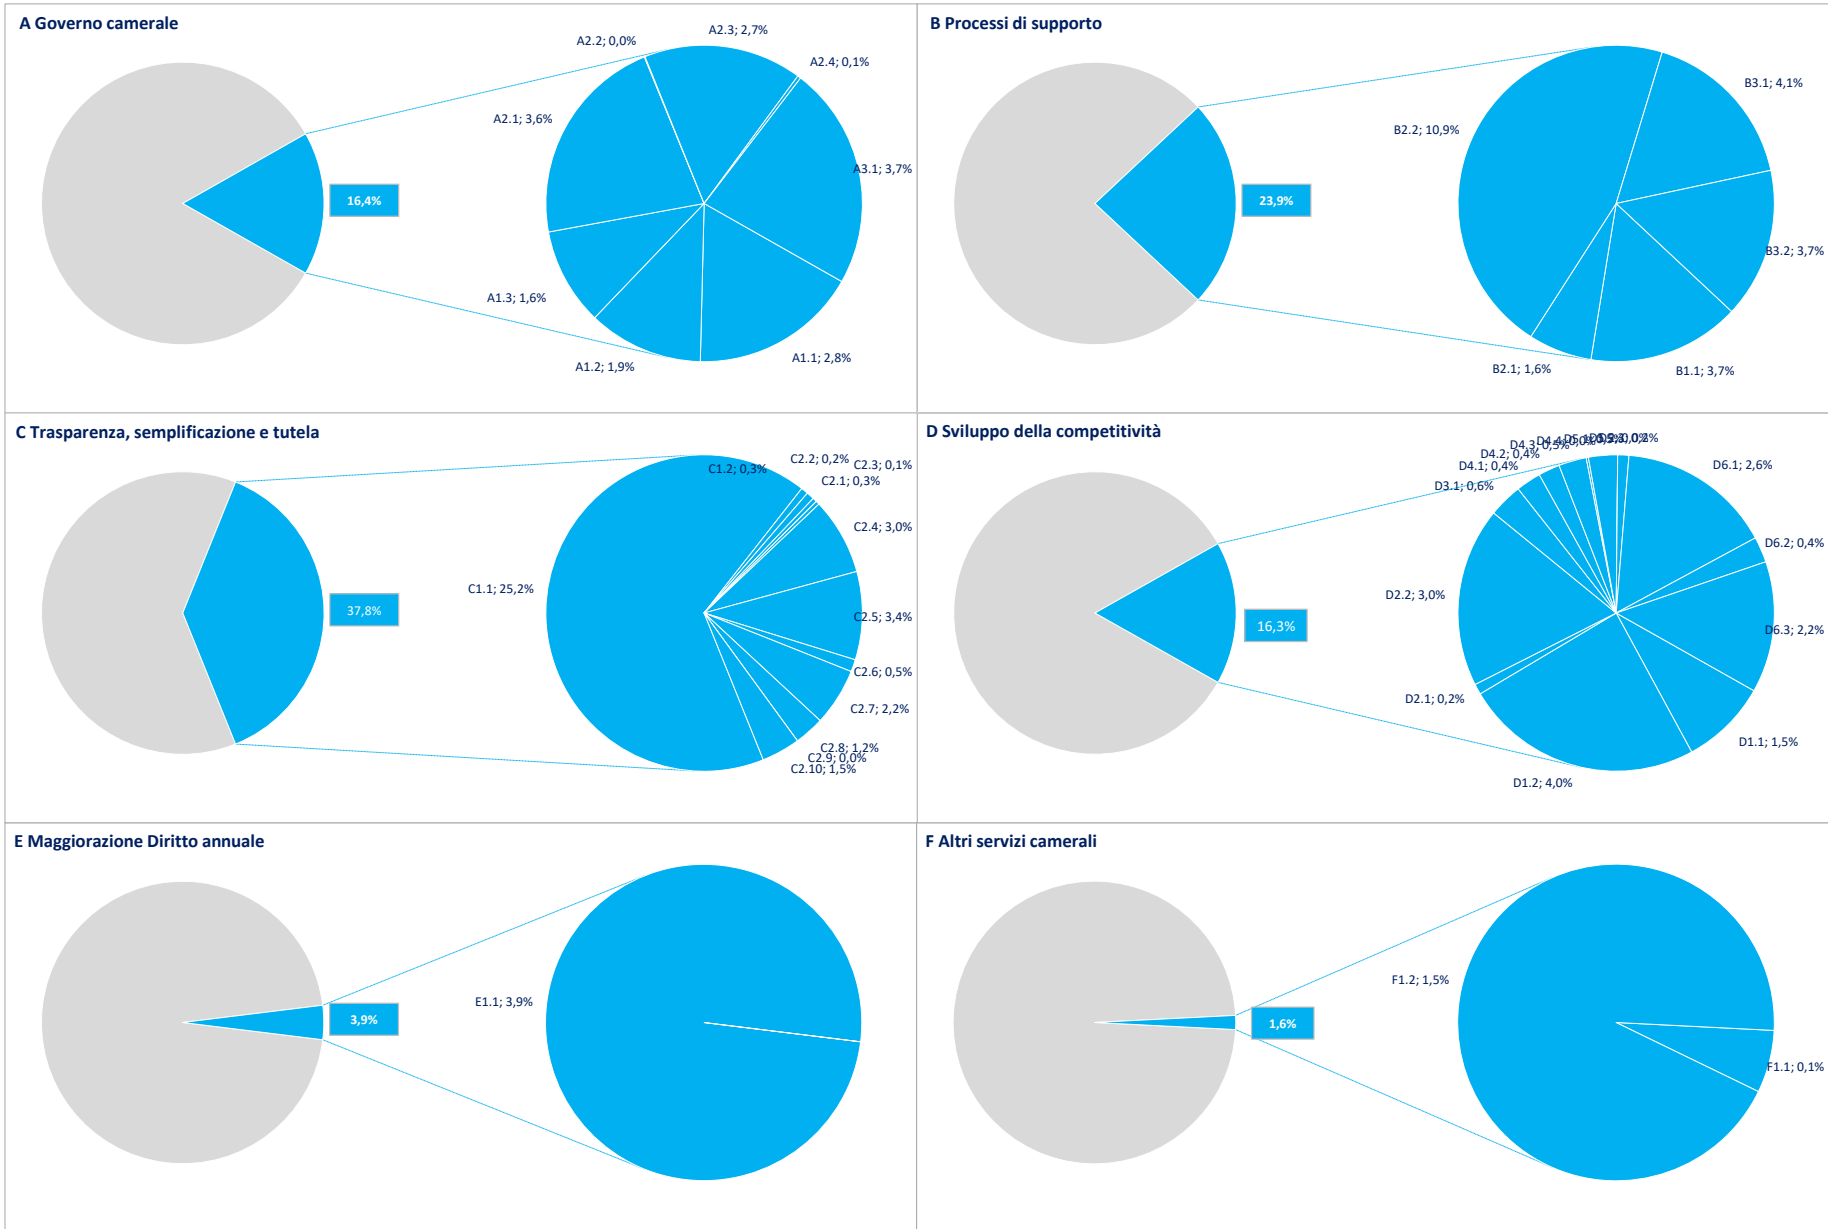 A Governo camerale
A2.2; 0,0%
A2.3; 2,7%
A2.4; 0,1%
A2.1; 3,6%
A3.1; 3,7%
16,4%
A1.3; 1,6%
A1.2; 1,9%
A1.1; 2,8%
B Processi di supporto
B3.1; 4,1%
B2.2; 10,9%
23,9%
B3.2; 3,7%
B2.1; 1,6%
B1.1; 3,7%
C Trasparenza, semplificazione e tutela
C1.2; 0,3%
C2.2; 0,2%
C2.3; 0,1%
C2.1; 0,3%
C2.4; 3,0%
C1.1; 25,2%
37,8%
C2.5; 3,4%
C2.6; 0,5%
C2.7; 2,2%
C2.8; 1,2%
C2.9; 0,0%
C2.10; 1,5%
D Sviluppo della competitività
D4.3; 0,5%
D4.2; 0,4%
D4.1; 0,4%
D3.1; 0,6%
D6.1; 2,6%
D6.2; 0,4%
D2.2; 3,0%
16,3%
D6.3; 2,2%
D2.1; 0,2%
D1.1; 1,5%
D1.2; 4,0%
E Maggiorazione Diritto annuale
E1.1; 3,9%
3,9%
F Altri servizi camerali
F1.2; 1,5%
1,6%
F1.1; 0,1%